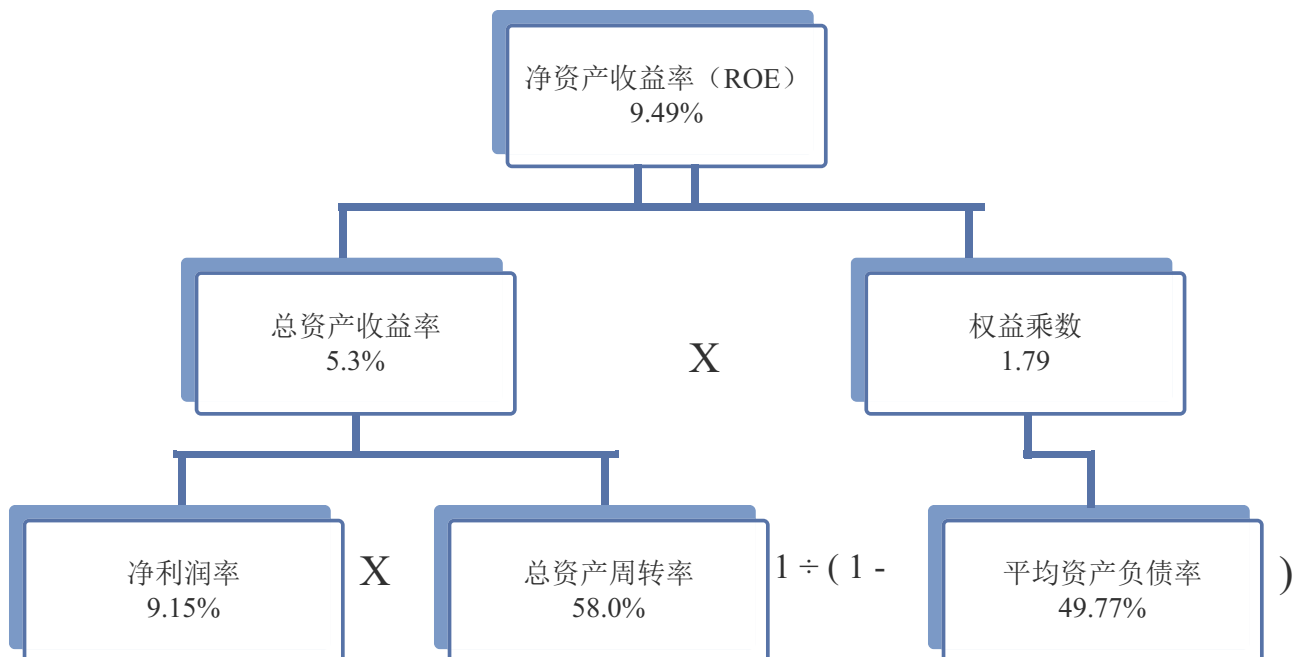 净资产收益率（ROE）
9.49%
总资产收益率
5.3%
X
权益乘数
1.79
净利润率
9.15%
X
总资产周转率
58.0%
1 ÷ ( 1 -
平均资产负债率
49.77%
)